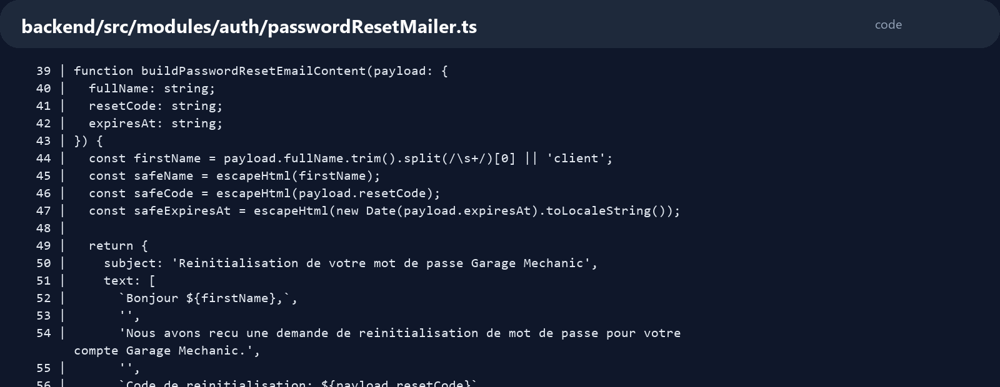 backend/src/modules/auth/passwordResetMailer.ts
code
39 | function buildPasswordResetEmailContent(payload: {
40 |   fullName: string;
41 |   resetCode: string;
42 |   expiresAt: string;
43 | }) {
44 |   const firstName = payload.fullName.trim().split(/\s+/)[0] || 'client';
45 |   const safeName = escapeHtml(firstName);
46 |   const safeCode = escapeHtml(payload.resetCode);
47 |   const safeExpiresAt = escapeHtml(new Date(payload.expiresAt).toLocaleString());
48 |
49 |   return {
50 |     subject: 'Reinitialisation de votre mot de passe Garage Mechanic',
51 |     text: [
52 |       `Bonjour ${firstName},`,
53 |       '',
54 |       'Nous avons recu une demande de reinitialisation de mot de passe pour votre
compte Garage Mechanic.',
55 |       '',
56 |       `Code de reinitialisation: ${payload.resetCode}`